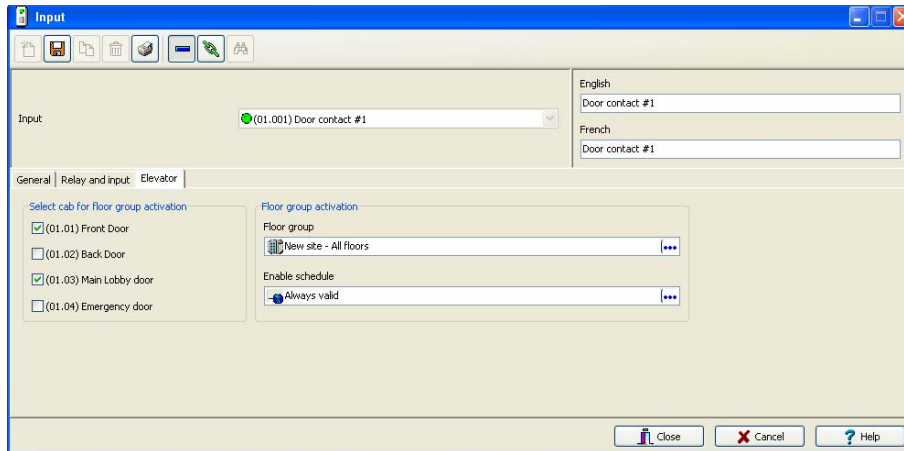 Input
Input
(01.001) Door contact #1
English
Door contact #1
French
Door contact #1
General
Relay and input
Elevator
Select cab for floor group activation
(01.01) Front Door
(01.02) Back Door
(01.03) Main Lobby door
(01.04) Emergency door
Floor group activation
Floor group
New site - All floors
Enable schedule
Always valid
Close
Cancel
Help